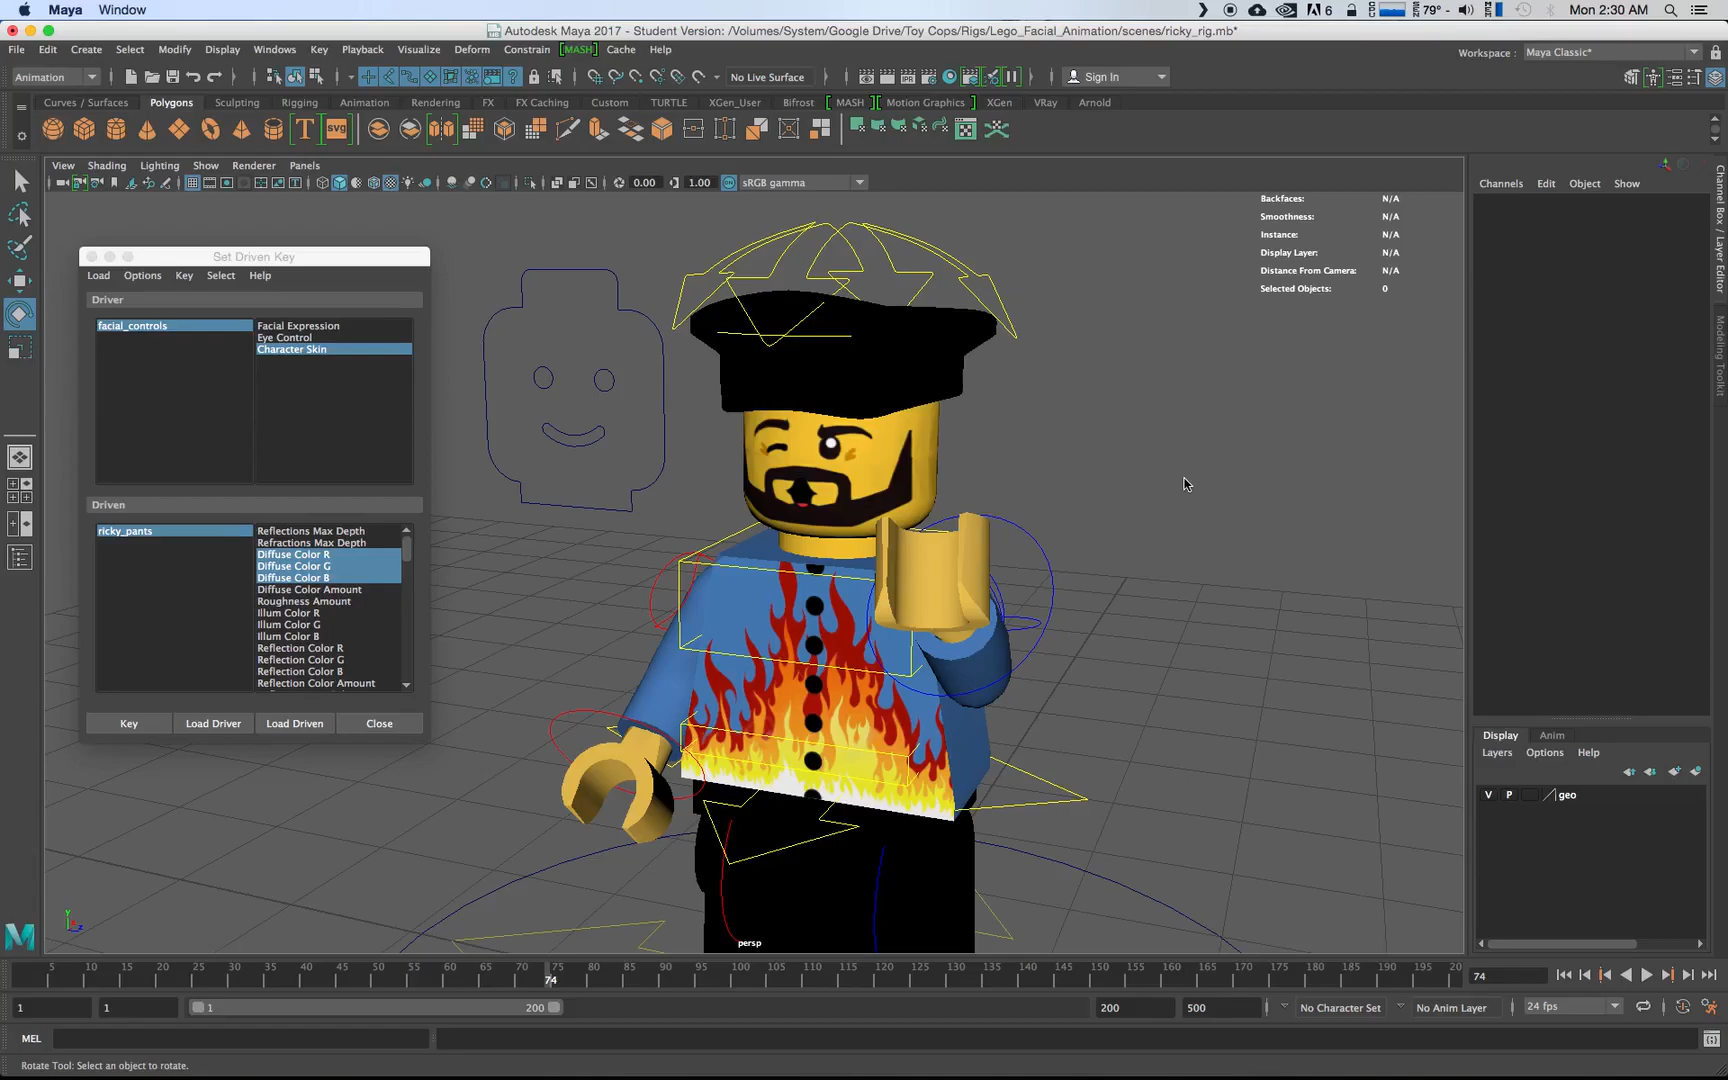 Maya Window
6
79°
Mon 2:30 AM
Autodesk Maya 2017 - Student Version: /Volumes/System/Google Drive/Toy Cops/Rigs/Lego_Facial_Animation/scenes/ricky_rig.mb*
File Edit Create Select Modify Display Windows Key Playback Visualize Deform Constrain MASH Cache Help
Workspace : Maya Classic*
Animation
No Live Surface
Sign In
Curves / Surfaces Polygons Sculpting Rigging Animation Rendering FX FX Caching Custom TURTLE XGen_User Bifrost MASH Motion Graphics XGen VRay Arnold
T svg
View Shading Lighting Show Renderer Panels
0.00 1.00 sRGB gamma
Channels Edit Object Show
Channel Box / Layer Editor
Modeling Toolkit
Backfaces: N/A
Smoothness: N/A
Instance: N/A
Display Layer: N/A
Distance From Camera: N/A
Selected Objects: 0
Set Driven Key
Load Options Key Select Help
Driver
facial_controls
Facial Expression
Eye Control
Character Skin
Driven
ricky_pants
Reflections Max Depth
Refractions Max Depth
Diffuse Color R
Diffuse Color G
Diffuse Color B
Diffuse Color Amount
Roughness Amount
Illum Color R
Illum Color G
Illum Color B
Reflection Color R
Reflection Color G
Reflection Color B
Reflection Color Amount
Key Load Driver Load Driven Close
Display Anim
Layers Options Help
V P geo
persp
5 10 15 20 25 30 35 40 45 50 55 60 65 70 75 80 85 90 95 100 105 110 115 120 125 130 135 140 145 150 155 160 165 170 175 180 185 190 195 20
74
74
1 1 1 200 200 500 No Character Set No Anim Layer 24 fps
MEL
Rotate Tool: Select an object to rotate.